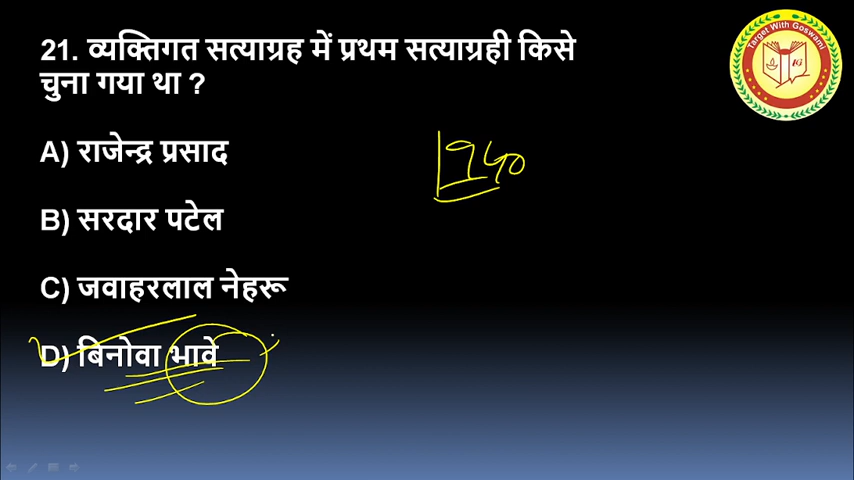 21. व्यक्तिगत सत्याग्रह में प्रथम सत्याग्रही किसे
चुना गया था ?
Target With Goswami
1G
A) राजेन्द्र प्रसाद
1940
B) सरदार पटेल
C) जवाहरलाल नेहरू
D) बिनोवा भावे